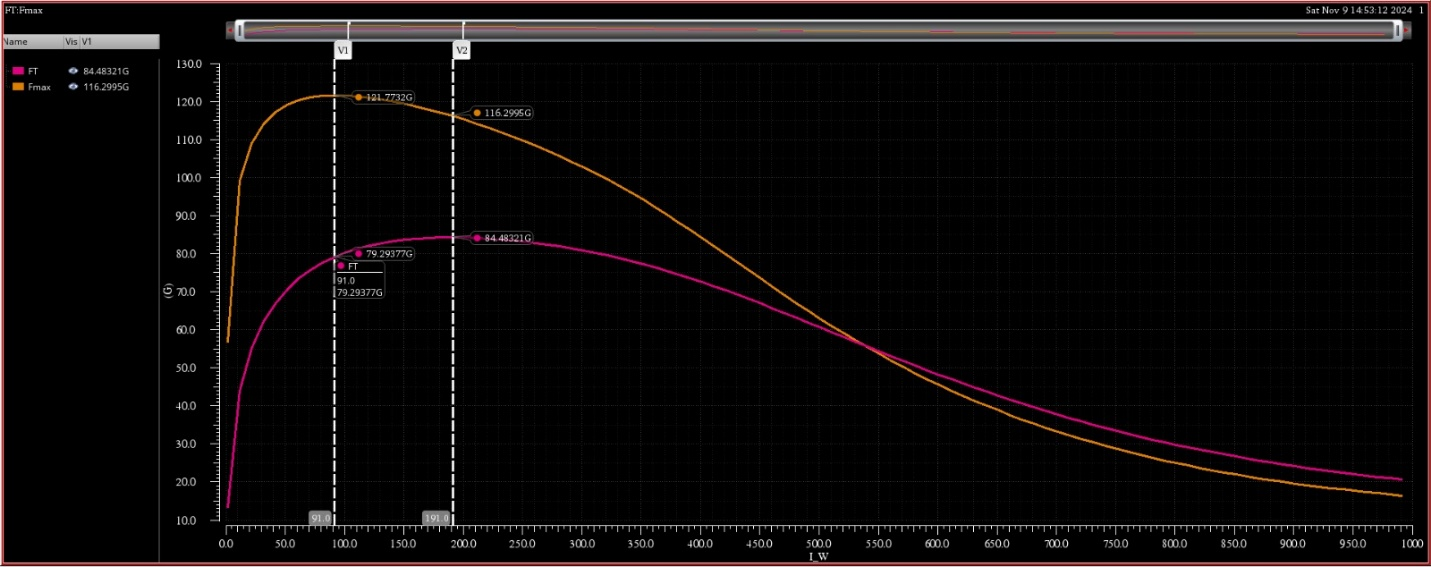 FT:Fmax
Sat Nov 9 14:53:12 2024 1
Name Vis V1
FT 84.48321G
Fmax 116.2995G
V1 V2
130.0
120.0
110.0
100.0
90.0
80.0
70.0
60.0
50.0
40.0
30.0
20.0
10.0
(G)
121.7732G
116.2995G
84.48321G
79.29377G
FT
91.0
79.29377G
91.0
191.0
0.0 50.0 100.0 150.0 200.0 250.0 300.0 350.0 400.0 450.0 500.0 550.0 600.0 650.0 700.0 750.0 800.0 850.0 900.0 950.0 1000
I_W